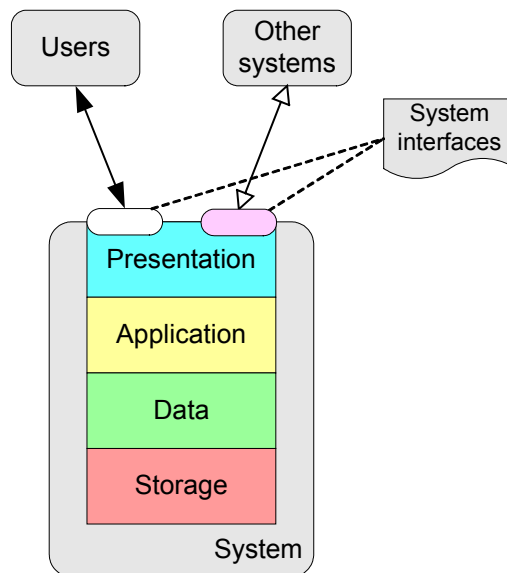 Users
Other
systems
System
interfaces
Presentation
Application
Data
Storage
System